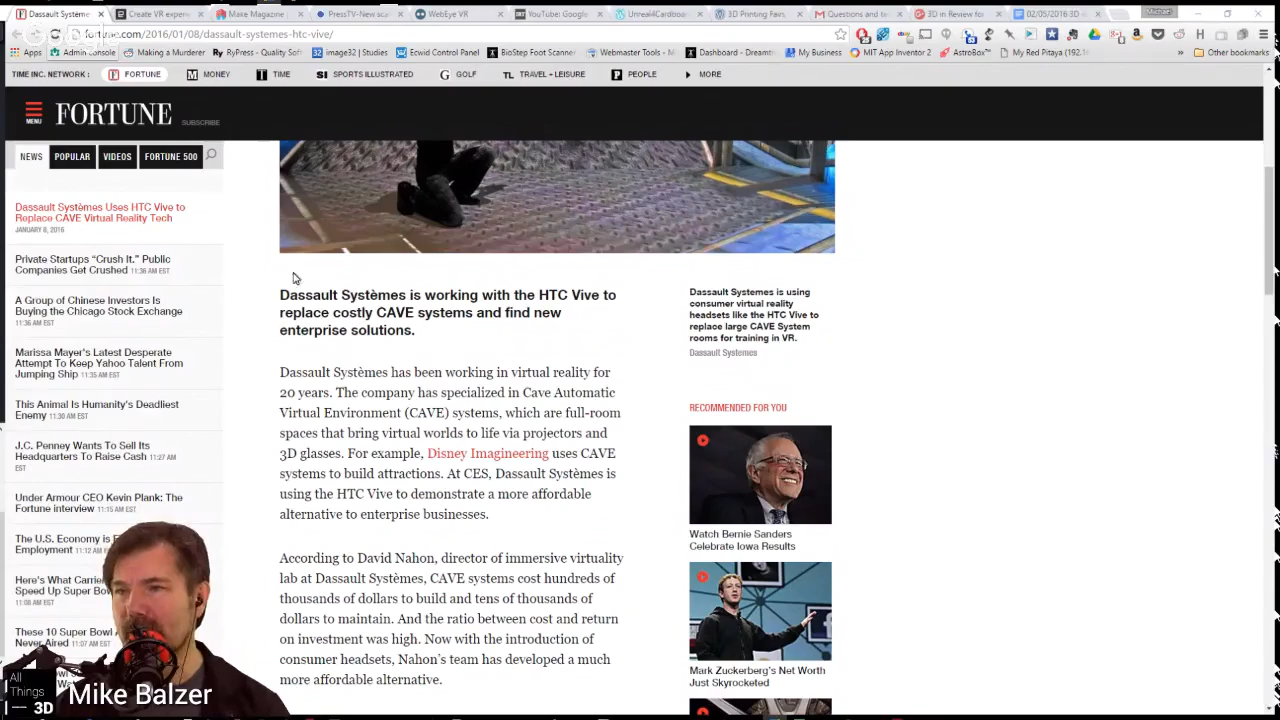 Dassault Systemes
Create VR experie
Make Magazine
PressTV-New sca
WebEye VR
YouTube: Google
Unreal4Cardboa
3D Printing Fawn
Questions and te
3D in Review for
02/05/2016-3D
Michael
fortune.com/2016/01/08/dassault-systemes-htc-vive/
Apps
Admin Console
Making a Murderer
RyPress - Quality Soft
image32 | Studies
Ecwid Control Panel
BioStep Foot Scanner
Webmaster Tools -
Dashboard - Dreamtr
My Business
MIT App Inventor 2
AstroBox™
My Red Pitaya (192.16
»
Other bookmarks
TIME INC. NETWORK:
FORTUNE
MONEY
TIME
SI SPORTS ILLUSTRATED
G GOLF
TL TRAVEL + LEISURE
P PEOPLE
MORE
MENU
FORTUNE
SUBSCRIBE
NEWS
POPULAR
VIDEOS
FORTUNE 500
Dassault Systèmes Uses HTC Vive to
Replace CAVE Virtual Reality Tech
JANUARY 8, 2016
Private Startups “Crush It.” Public
Companies Get Crushed 11:36 AM EST
A Group of Chinese Investors Is
Buying the Chicago Stock Exchange
11:36 AM EST
Marissa Mayer's Latest Desperate
Attempt To Keep Yahoo Talent From
Jumping Ship 11:35 AM EST
This Animal Is Humanity's Deadliest
Enemy 11:30 AM EST
J.C. Penney Wants To Sell Its
Headquarters To Raise Cash 11:27 AM
EST
Under Armour CEO Kevin Plank: The
Fortune interview 11:15 AM EST
The U.S. Economy is
Employment 11:12 AM
Here's What Carrie
Speed Up Super Bow
11:08 AM EST
These 10 Super Bowl A
Never Aired 11:07 AM EST
Dassault Systèmes is working with the HTC Vive to
replace costly CAVE systems and find new
enterprise solutions.
Dassault Systèmes has been working in virtual reality for
20 years. The company has specialized in Cave Automatic
Virtual Environment (CAVE) systems, which are full-room
spaces that bring virtual worlds to life via projectors and
3D glasses. For example, Disney Imagineering uses CAVE
systems to build attractions. At CES, Dassault Systèmes is
using the HTC Vive to demonstrate a more affordable
alternative to enterprise businesses.
According to David Nahon, director of immersive virtuality
lab at Dassault Systèmes, CAVE systems cost hundreds of
thousands of dollars to build and tens of thousands of
dollars to maintain. And the ratio between cost and return
on investment was high. Now with the introduction of
consumer headsets, Nahon's team has developed a much
more affordable alternative.
Dassault Systemes is using
consumer virtual reality
headsets like the HTC Vive to
replace large CAVE System
rooms for training in VR.
Dassault Systemes
RECOMMENDED FOR YOU
Watch Bernie Sanders
Celebrate Iowa Results
Mark Zuckerberg's Net Worth
Just Skyrocketed
All
Things
3D
Mike Balzer